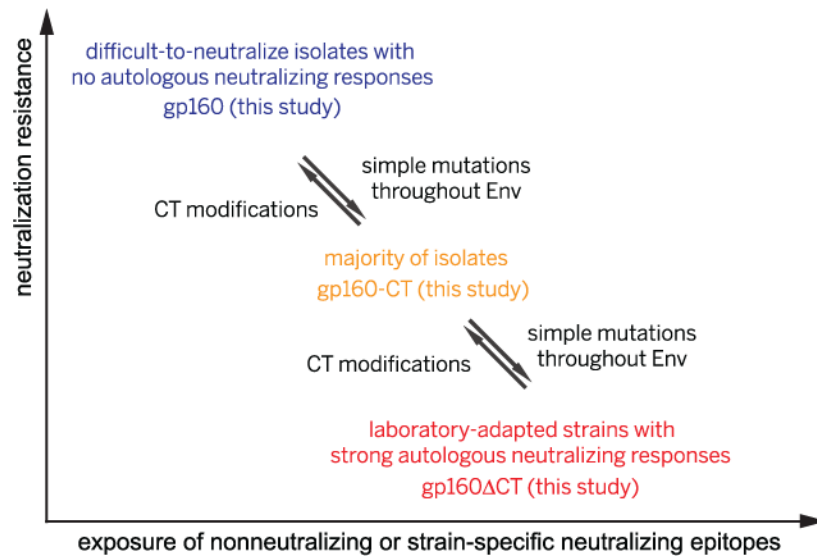 neutralization resistance
difficult-to-neutralize isolates with
no autologous neutralizing responses
gp160 (this study)
simple mutations
throughout Env
CT modifications
majority of isolates
gp160-CT (this study)
simple mutations
throughout Env
CT modifications
laboratory-adapted strains with
strong autologous neutralizing responses
gp160ΔCT (this study)
exposure of nonneutralizing or strain-specific neutralizing epitopes